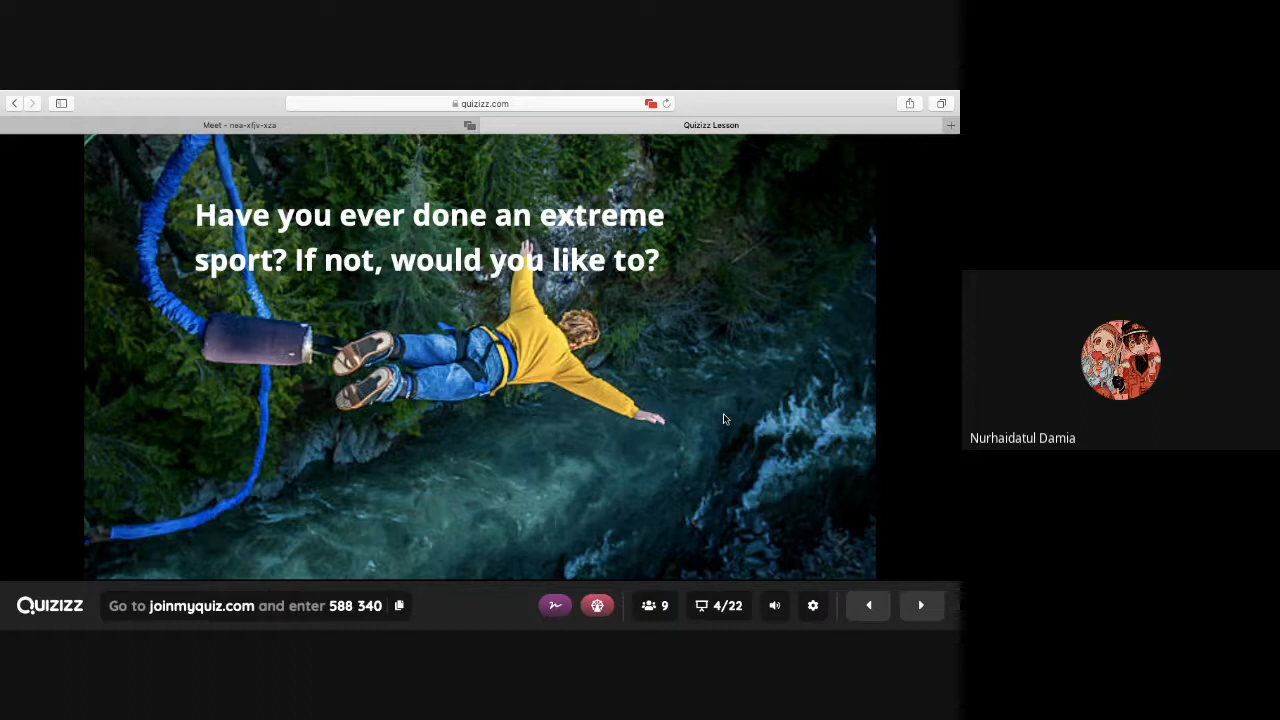 quizizz.com
Meet - nea-xfjv-xza
Quizizz Lesson
Have you ever done an extreme
sport? If not, would you like to?
Nurhaidatul Damia
QUIZIZZ
Go to joinmyquiz.com and enter 588 340
9
4/22